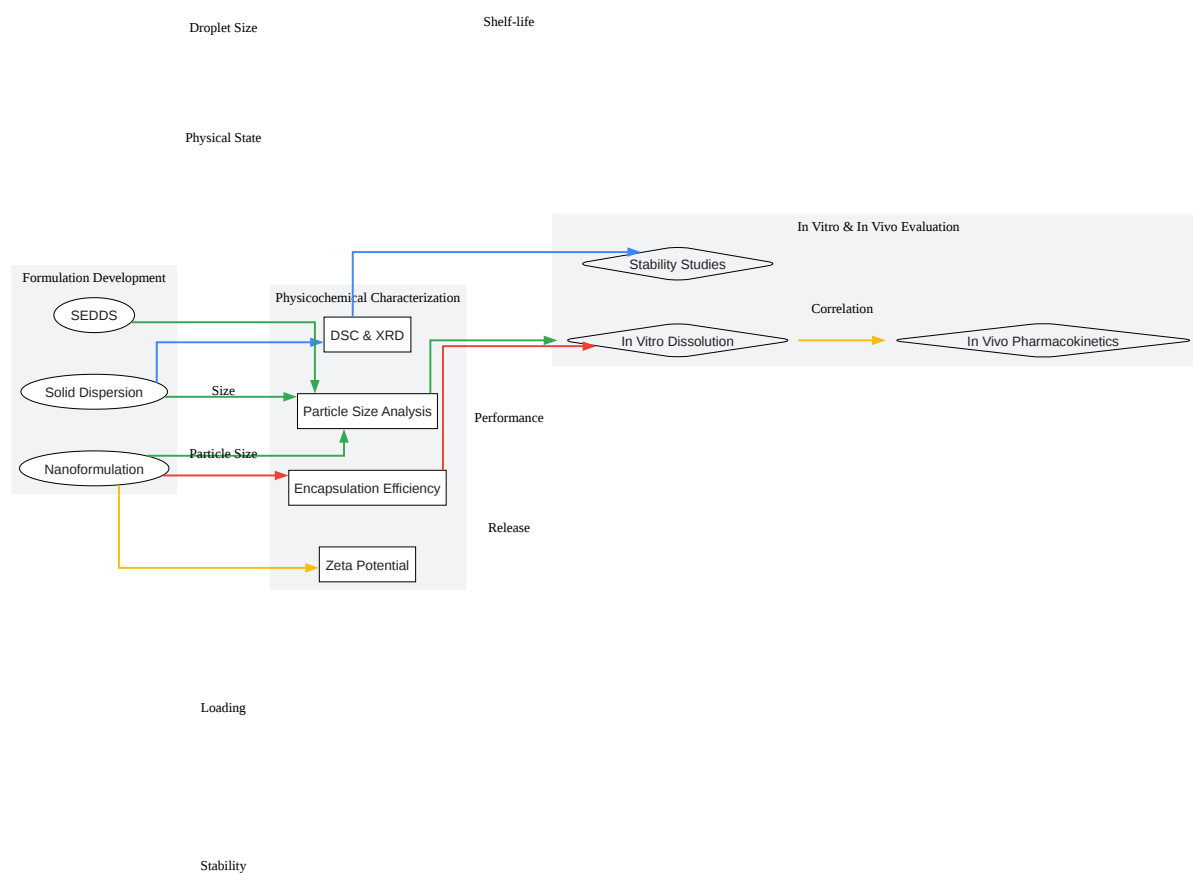 Droplet Size
Shelf-life
Physical State
In Vitro & In Vivo Evaluation
Stability Studies
Correlation
In Vitro Dissolution
In Vivo Pharmacokinetics
Formulation Development
SEDDS
Solid Dispersion
Nanoformulation
Size
Particle Size
Physicochemical Characterization
DSC & XRD
Particle Size Analysis
Encapsulation Efficiency
Zeta Potential
Performance
Release
Loading
Stability